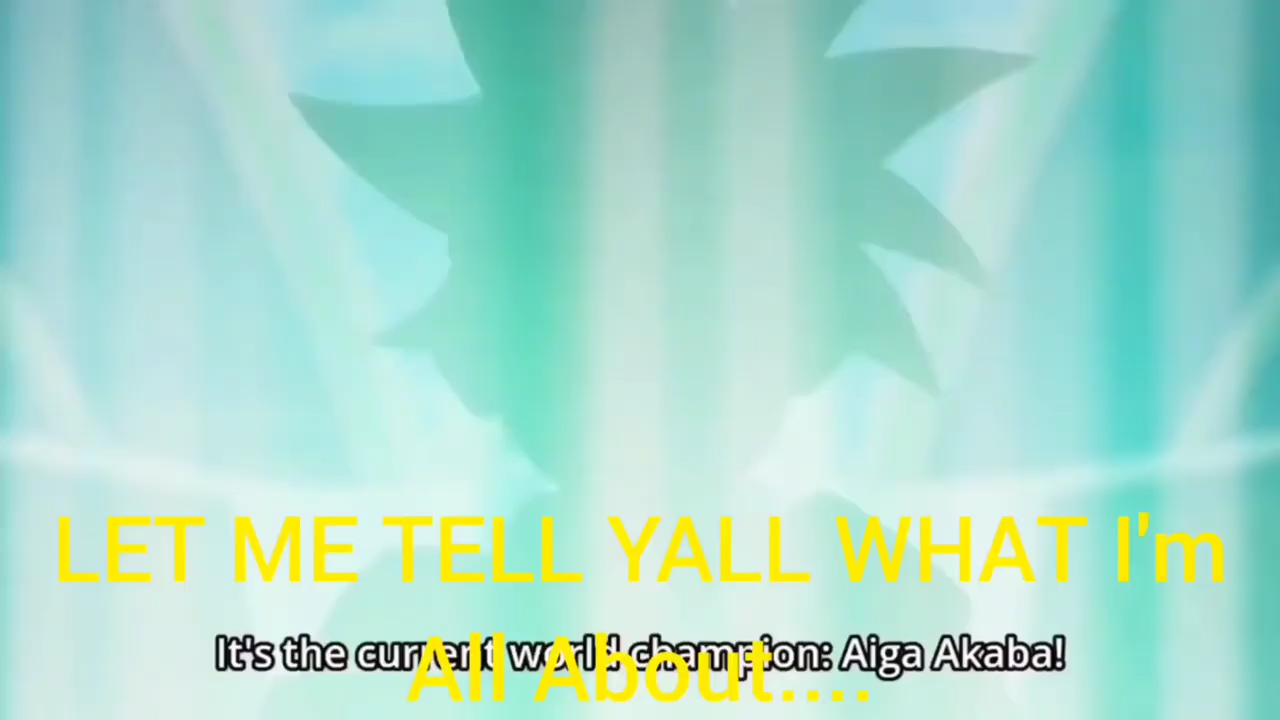 LET ME TELL YALL WHAT I'm
It's the current world champion: Aiga Akaba!
All About....